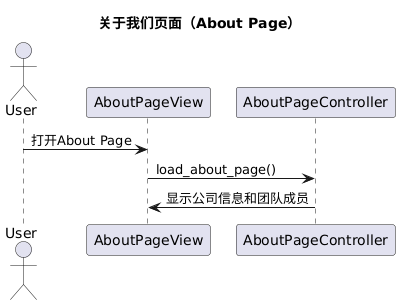 关于我们页面（About Page）
User
AboutPageView
AboutPageController
打开About Page
load_about_page()
显示公司信息和团队成员
User
AboutPageView
AboutPageController